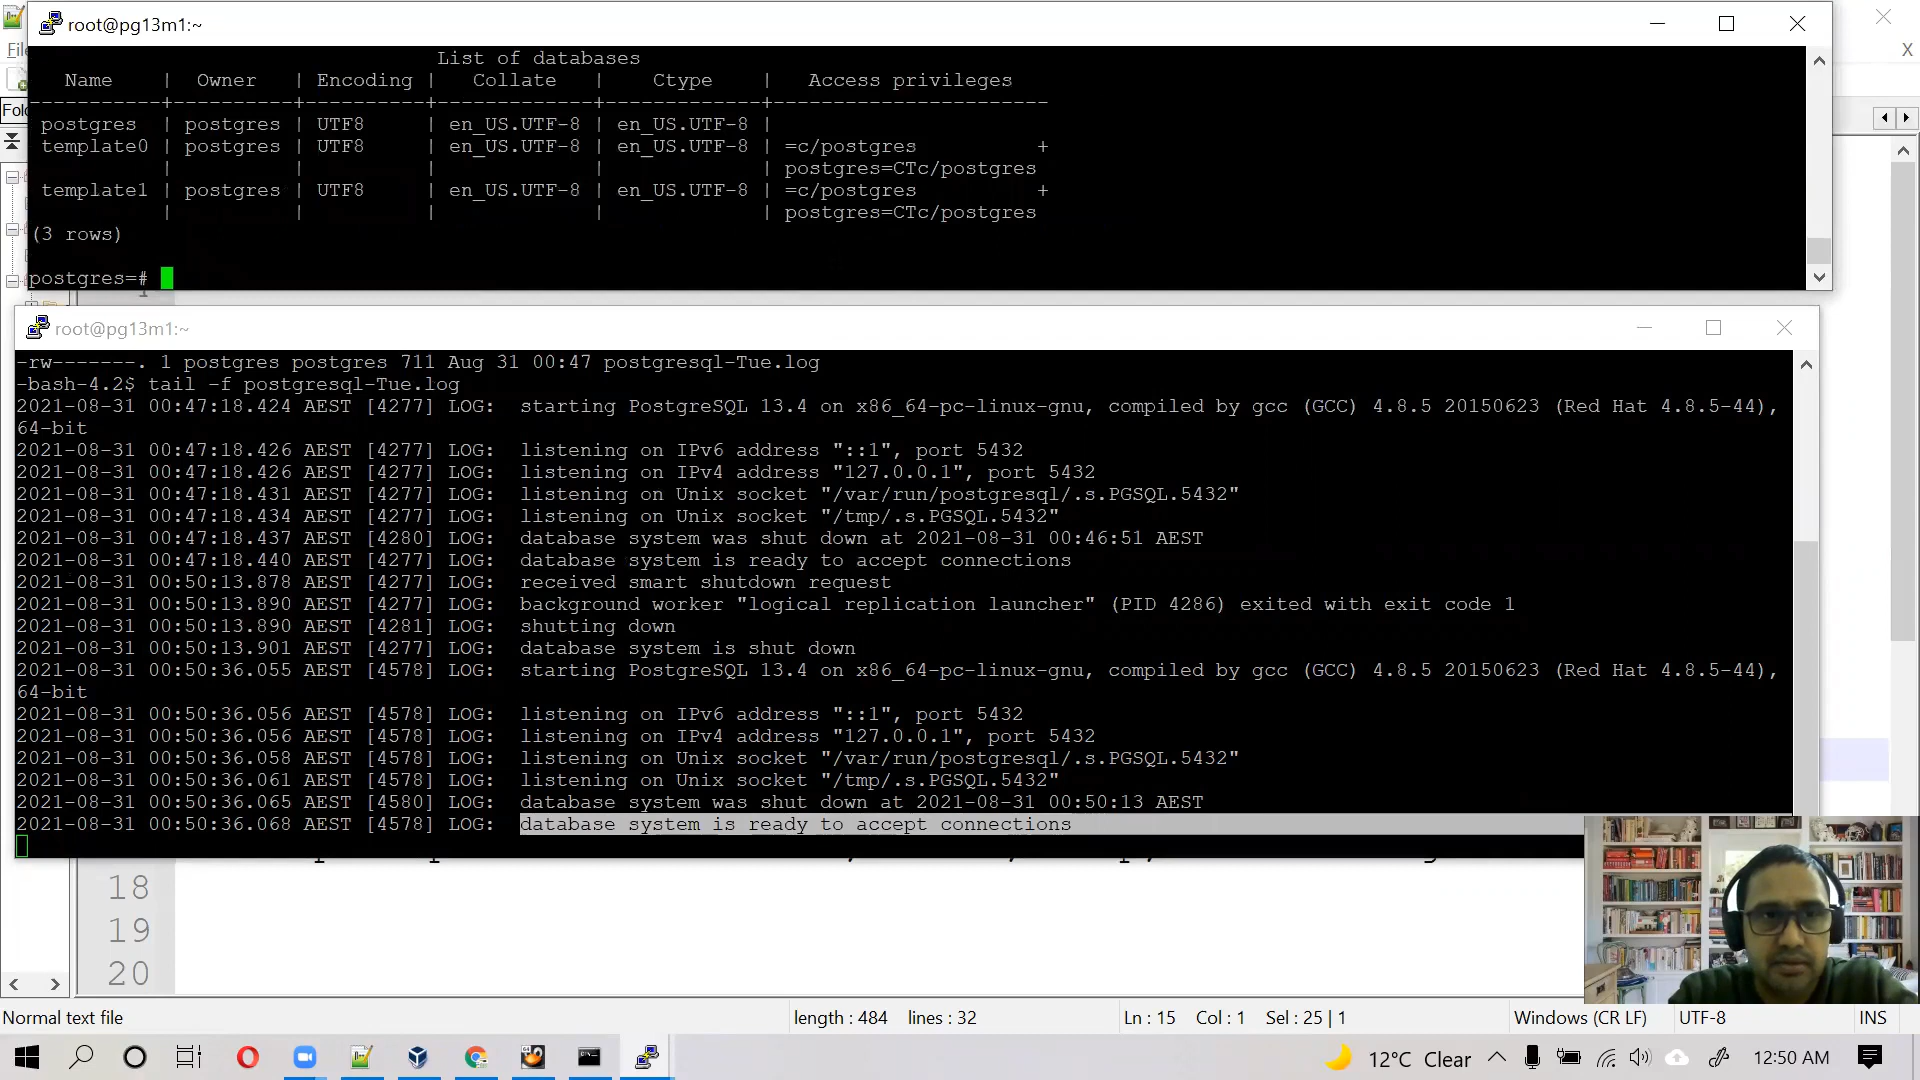 root@pg13m1:~
List of databases
Name | Owner | Encoding | Collate | Ctype | Access privileges
-----------+----------+----------+-------------+-------------+-----------------------
postgres | postgres | UTF8 | en_US.UTF-8 | en_US.UTF-8 |
template0 | postgres | UTF8 | en_US.UTF-8 | en_US.UTF-8 | =c/postgres +
| | | | | postgres=CTc/postgres
template1 | postgres | UTF8 | en_US.UTF-8 | en_US.UTF-8 | =c/postgres +
| | | | | postgres=CTc/postgres
(3 rows)
postgres=#
root@pg13m1:~
-rw-------. 1 postgres postgres 711 Aug 31 00:47 postgresql-Tue.log
-bash-4.2$ tail -f postgresql-Tue.log
2021-08-31 00:47:18.424 AEST [4277] LOG: starting PostgreSQL 13.4 on x86_64-pc-linux-gnu, compiled by gcc (GCC) 4.8.5 20150623 (Red Hat 4.8.5-44),
64-bit
2021-08-31 00:47:18.426 AEST [4277] LOG: listening on IPv6 address "::1", port 5432
2021-08-31 00:47:18.426 AEST [4277] LOG: listening on IPv4 address "127.0.0.1", port 5432
2021-08-31 00:47:18.431 AEST [4277] LOG: listening on Unix socket "/var/run/postgresql/.s.PGSQL.5432"
2021-08-31 00:47:18.434 AEST [4277] LOG: listening on Unix socket "/tmp/.s.PGSQL.5432"
2021-08-31 00:47:18.437 AEST [4280] LOG: database system was shut down at 2021-08-31 00:46:51 AEST
2021-08-31 00:47:18.440 AEST [4277] LOG: database system is ready to accept connections
2021-08-31 00:50:13.878 AEST [4277] LOG: received smart shutdown request
2021-08-31 00:50:13.890 AEST [4277] LOG: background worker "logical replication launcher" (PID 4286) exited with exit code 1
2021-08-31 00:50:13.890 AEST [4281] LOG: shutting down
2021-08-31 00:50:13.901 AEST [4277] LOG: database system is shut down
2021-08-31 00:50:36.055 AEST [4578] LOG: starting PostgreSQL 13.4 on x86_64-pc-linux-gnu, compiled by gcc (GCC) 4.8.5 20150623 (Red Hat 4.8.5-44),
64-bit
2021-08-31 00:50:36.056 AEST [4578] LOG: listening on IPv6 address "::1", port 5432
2021-08-31 00:50:36.056 AEST [4578] LOG: listening on IPv4 address "127.0.0.1", port 5432
2021-08-31 00:50:36.058 AEST [4578] LOG: listening on Unix socket "/var/run/postgresql/.s.PGSQL.5432"
2021-08-31 00:50:36.061 AEST [4578] LOG: listening on Unix socket "/tmp/.s.PGSQL.5432"
2021-08-31 00:50:36.065 AEST [4580] LOG: database system was shut down at 2021-08-31 00:50:13 AEST
2021-08-31 00:50:36.068 AEST [4578] LOG: database system is ready to accept connections
18
19
20
Normal text file length : 484 lines : 32 Ln : 15 Col : 1 Sel : 25 | 1 Windows (CR LF) UTF-8 INS
12°C Clear 12:50 AM